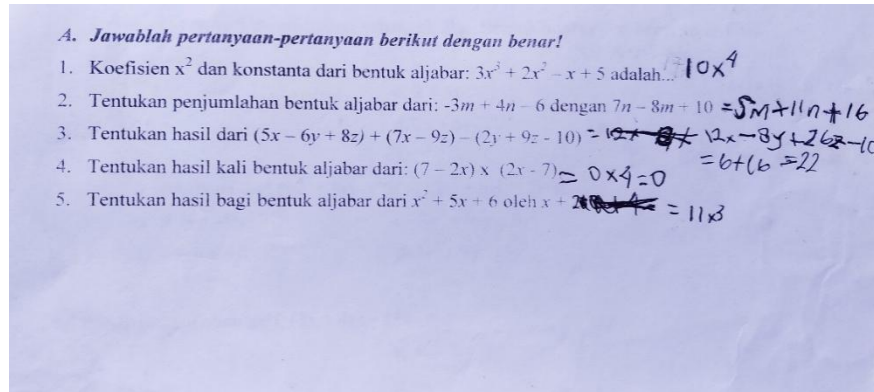 A. Jawablah pertanyaan-pertanyaan berikut dengan benar!
1. Koefisien x² dan konstanta dari bentuk aljabar: 3x³ + 2x² – x + 5 adalah... 10x⁴
2. Tentukan penjumlahan bentuk aljabar dari: -3m + 4n – 6 dengan 7n – 8m + 10 = 5m+11n+16
3. Tentukan hasil dari (5x – 6y + 8z) + (7x – 9z) – (2y + 9z - 10) = 12x-8y+26z-10
= 6+16=22
4. Tentukan hasil kali bentuk aljabar dari: (7 – 2x) x (2x - 7) = 0x4=0
5. Tentukan hasil bagi bentuk aljabar dari x² + 5x + 6 oleh x + 2 = 11x3